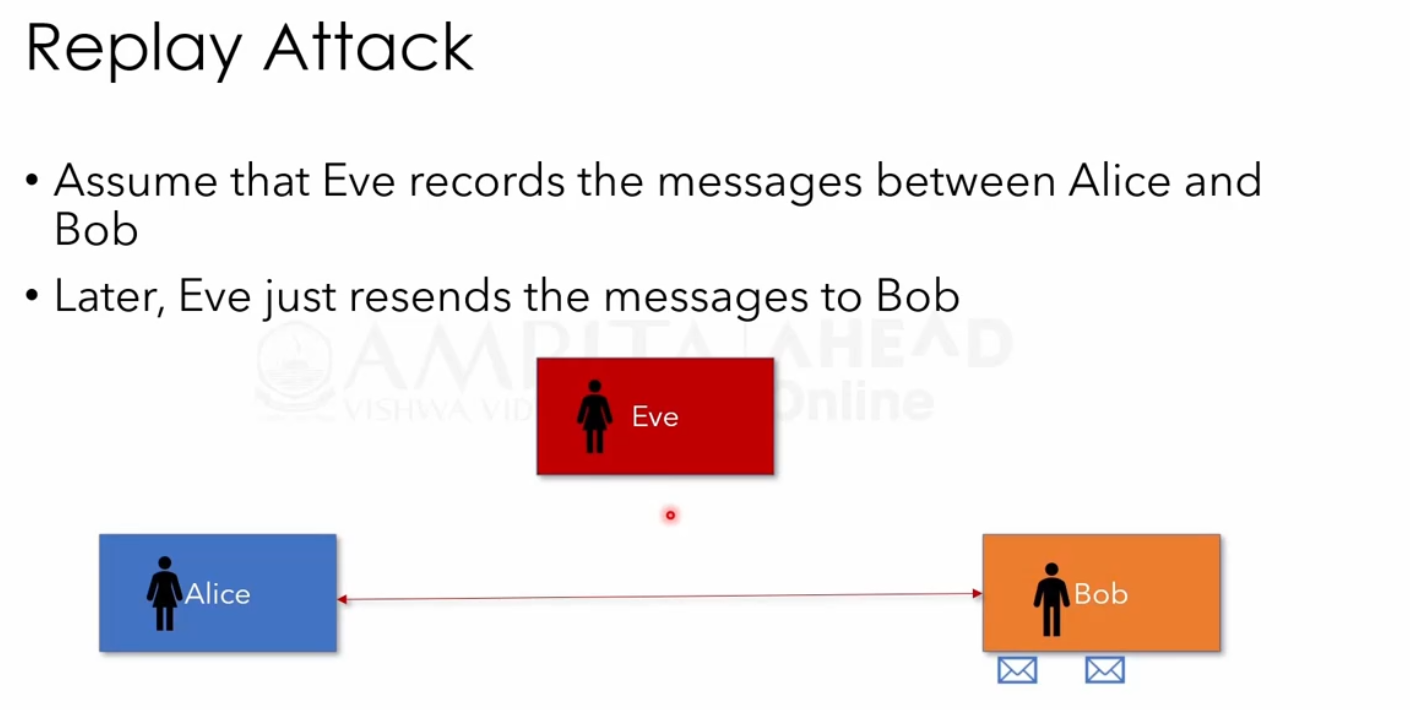 Replay Attack
• Assume that Eve records the messages between Alice and
Bob
• Later, Eve just resends the messages to Bob
AMRITA AHEAD
VISHWA VID Online
Eve
Alice
Bob